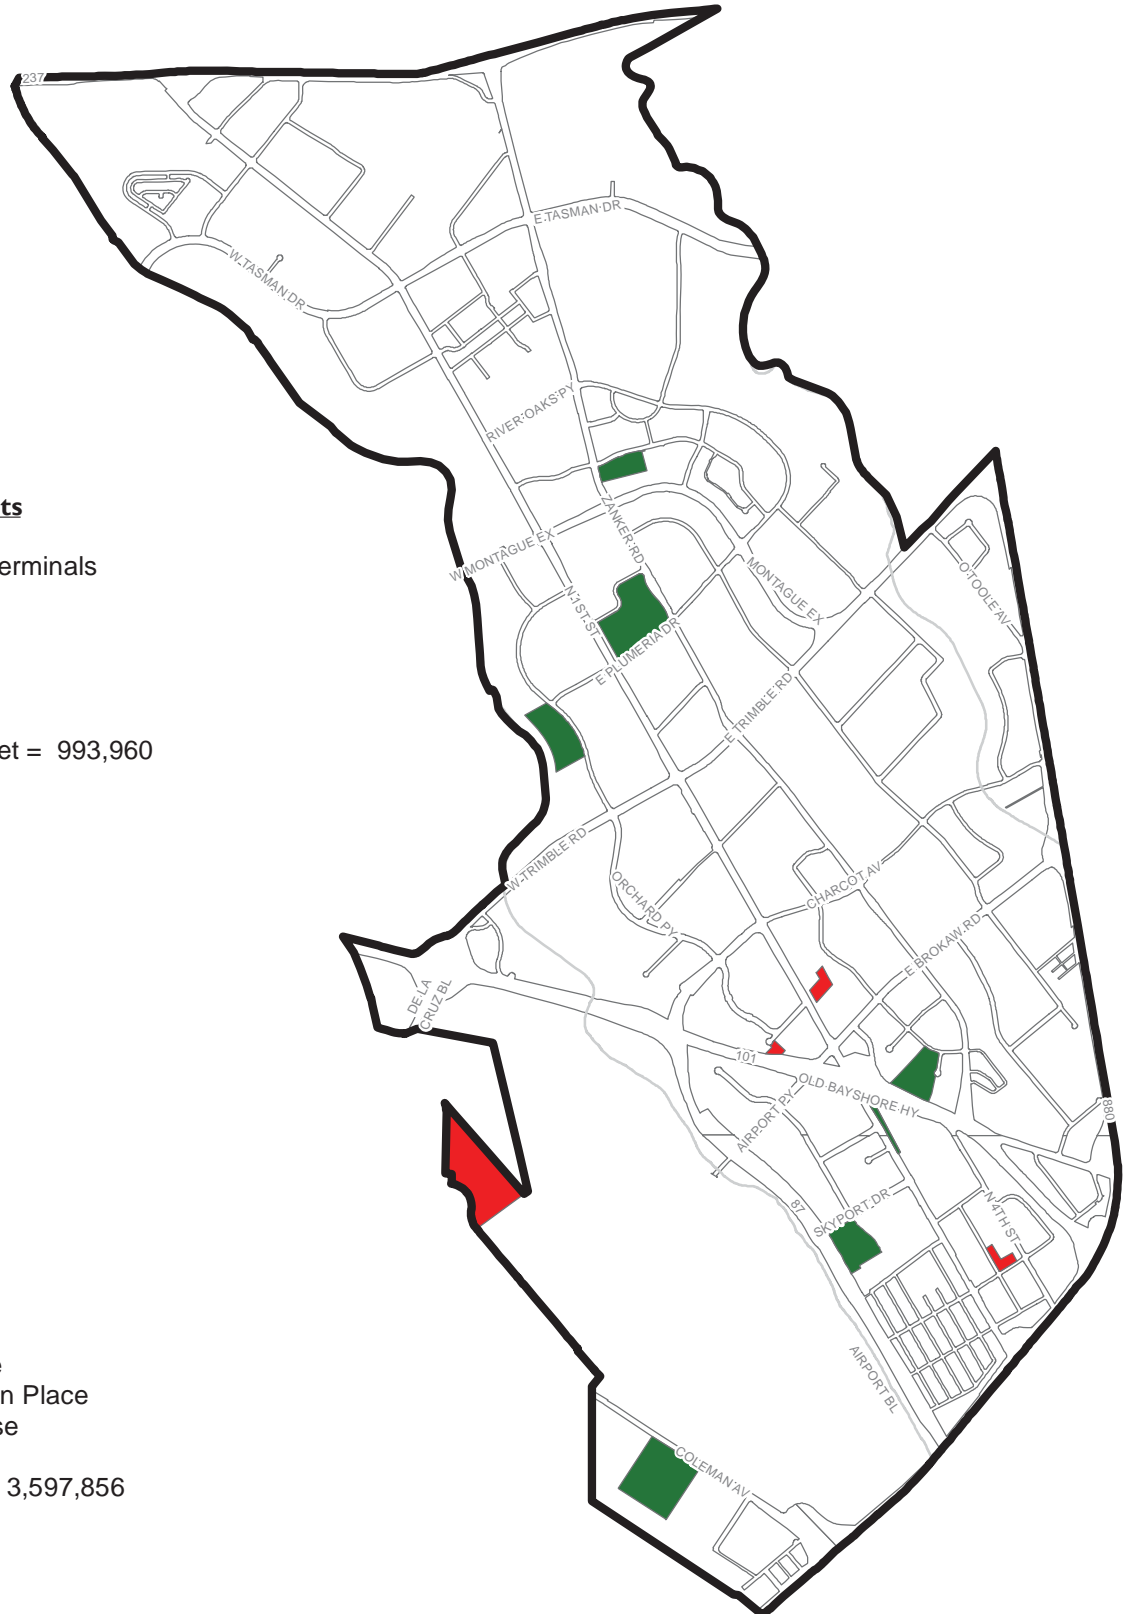 237
E TASMAN DR
W TASMAN DR
RIVER OAKS PY
ts
ZANKER RD
W MONTAGUE EX
erminals
MONTAGUE EX
O TOOLE AV
N 1ST ST
E PLUMERIA DR
E TRIMBLE RD
et = 993,960
W TRIMBLE RD
ORCHARD PY
CHARCOT AV
E BROKAW RD
DE LA
CRUZ BL
101
OLD BAYSHORE HY
880
AIRPORT PY
87
SKYPORT DR
N 4TH ST
AIRPORT BL
e
n Place
se
COLEMAN AV
3,597,856